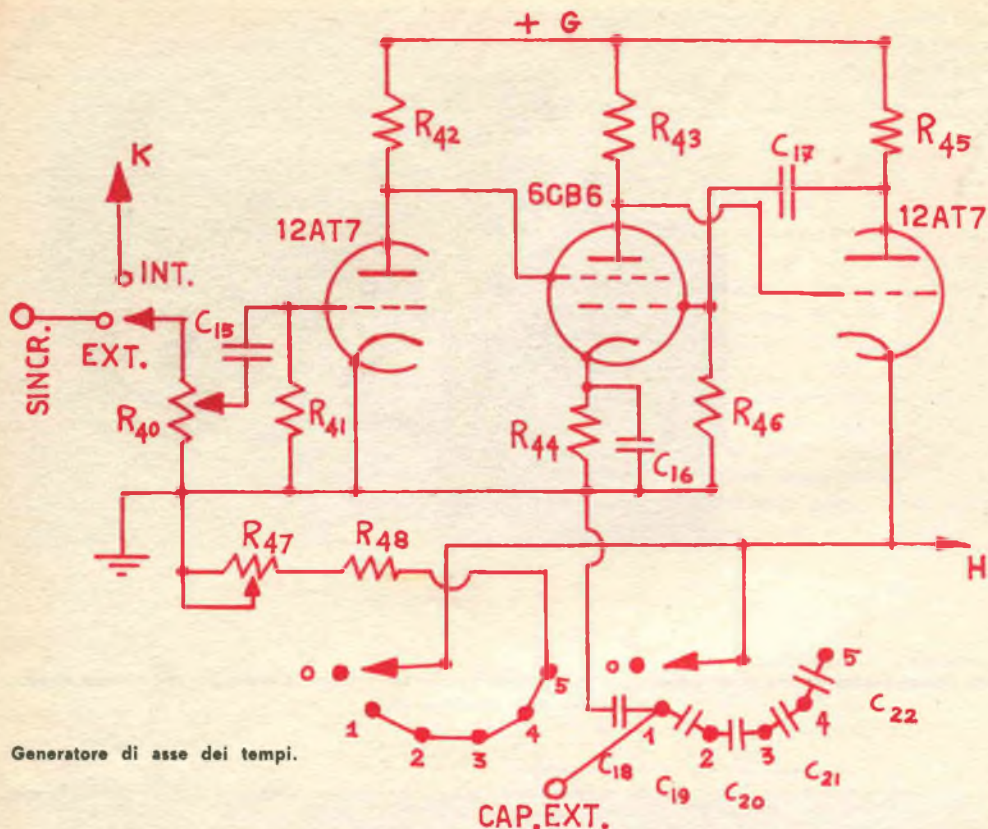 + G
R42
R43
R45
C17
K
6CB6
12AT7
12AT7
INT.
C15
SINCR.
EXT.
R40
R41
R44
R46
C16
R47
R48
H
0
0
5
5
1
4
1
4
C22
2
3
2
3
Generatore di asse dei tempi.
C18
C21
C19
C20
CAP. EXT.